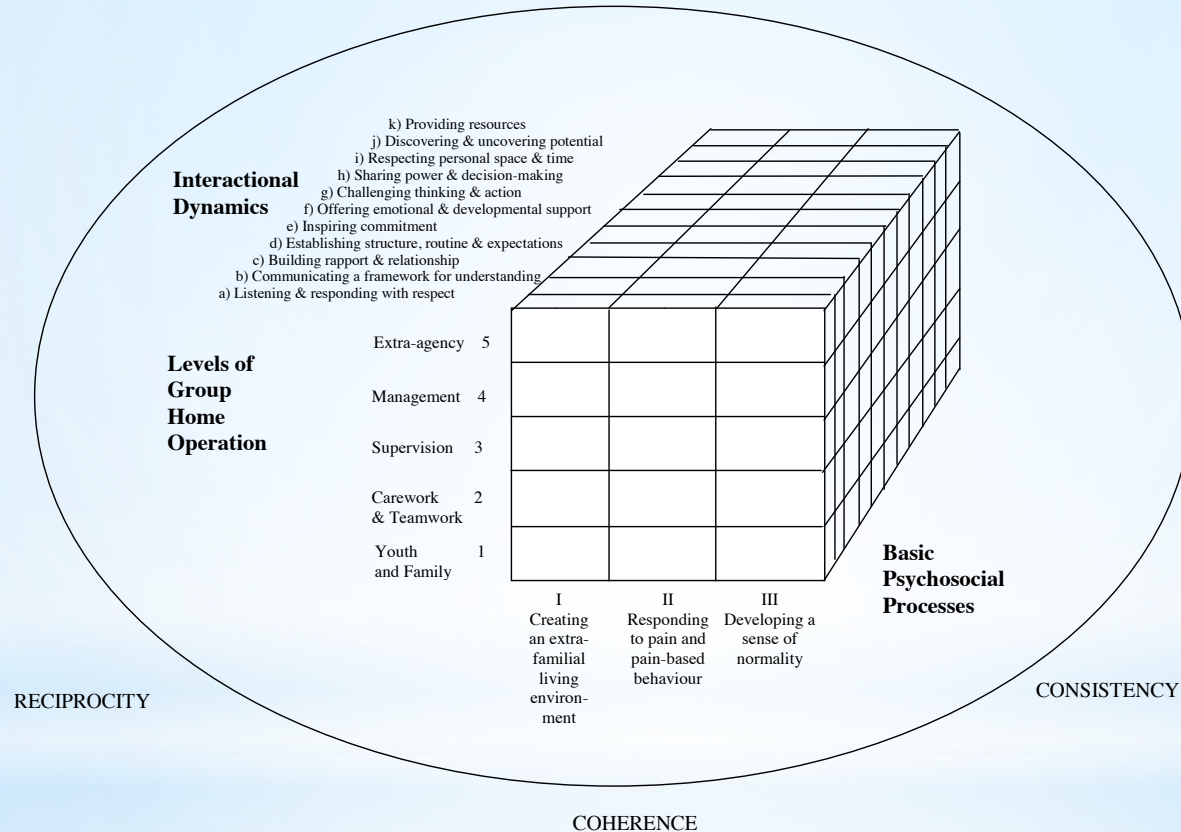 k) Providing resources
j) Discovering & uncovering potential
i) Respecting personal space & time
h) Sharing power & decision-making
g) Challenging thinking & action
f) Offering emotional & developmental support
e) Inspiring commitment
d) Establishing structure, routine & expectations
c) Building rapport & relationship
b) Communicating a framework for understanding
a) Listening & responding with respect
Interactional
Dynamics
Levels of
Group
Home
Operation
Extra-agency 5
Management 4
Supervision 3
Carework 2
& Teamwork
Youth 1
and Family
I
Creating
an extra-
familial
living
environ-
ment
II
Responding
to pain and
pain-based
behaviour
III
Developing a
sense of
normality
Basic
Psychosocial
Processes
RECIPROCITY
CONSISTENCY
COHERENCE